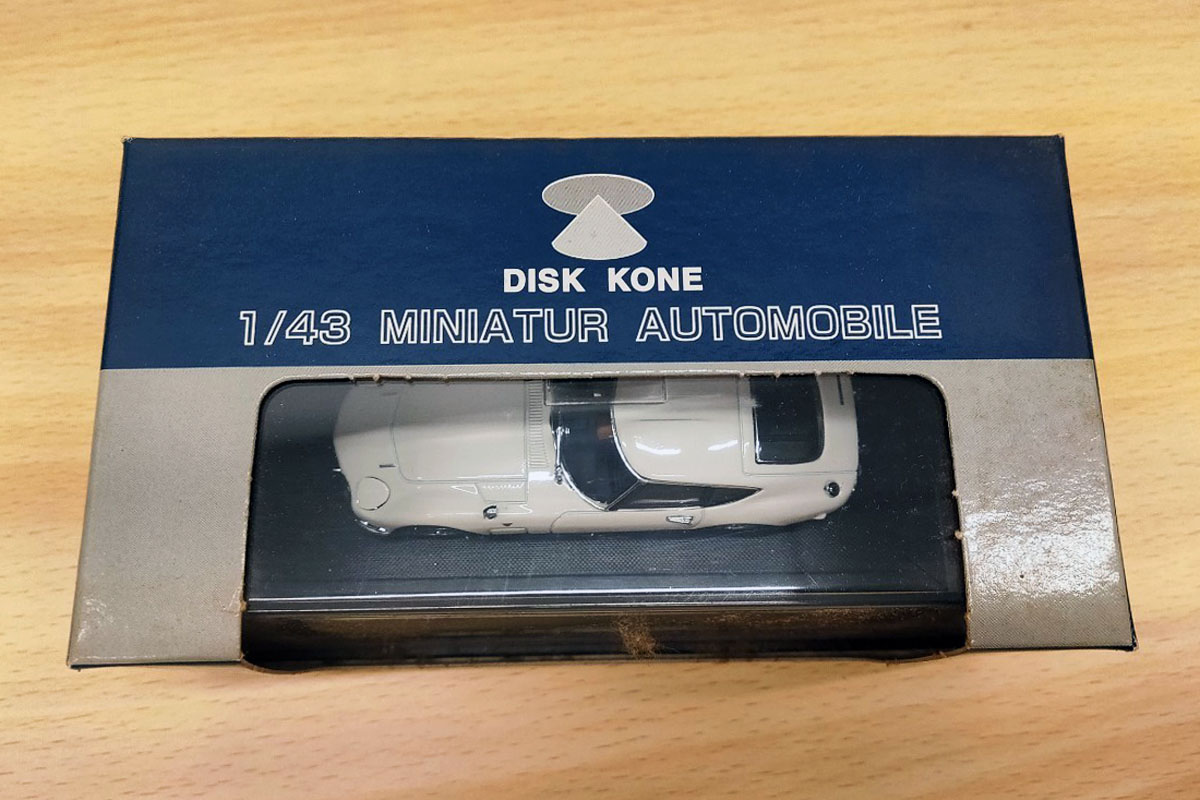 DISK KONE
1/43 MINIATUR AUTOMOBILE